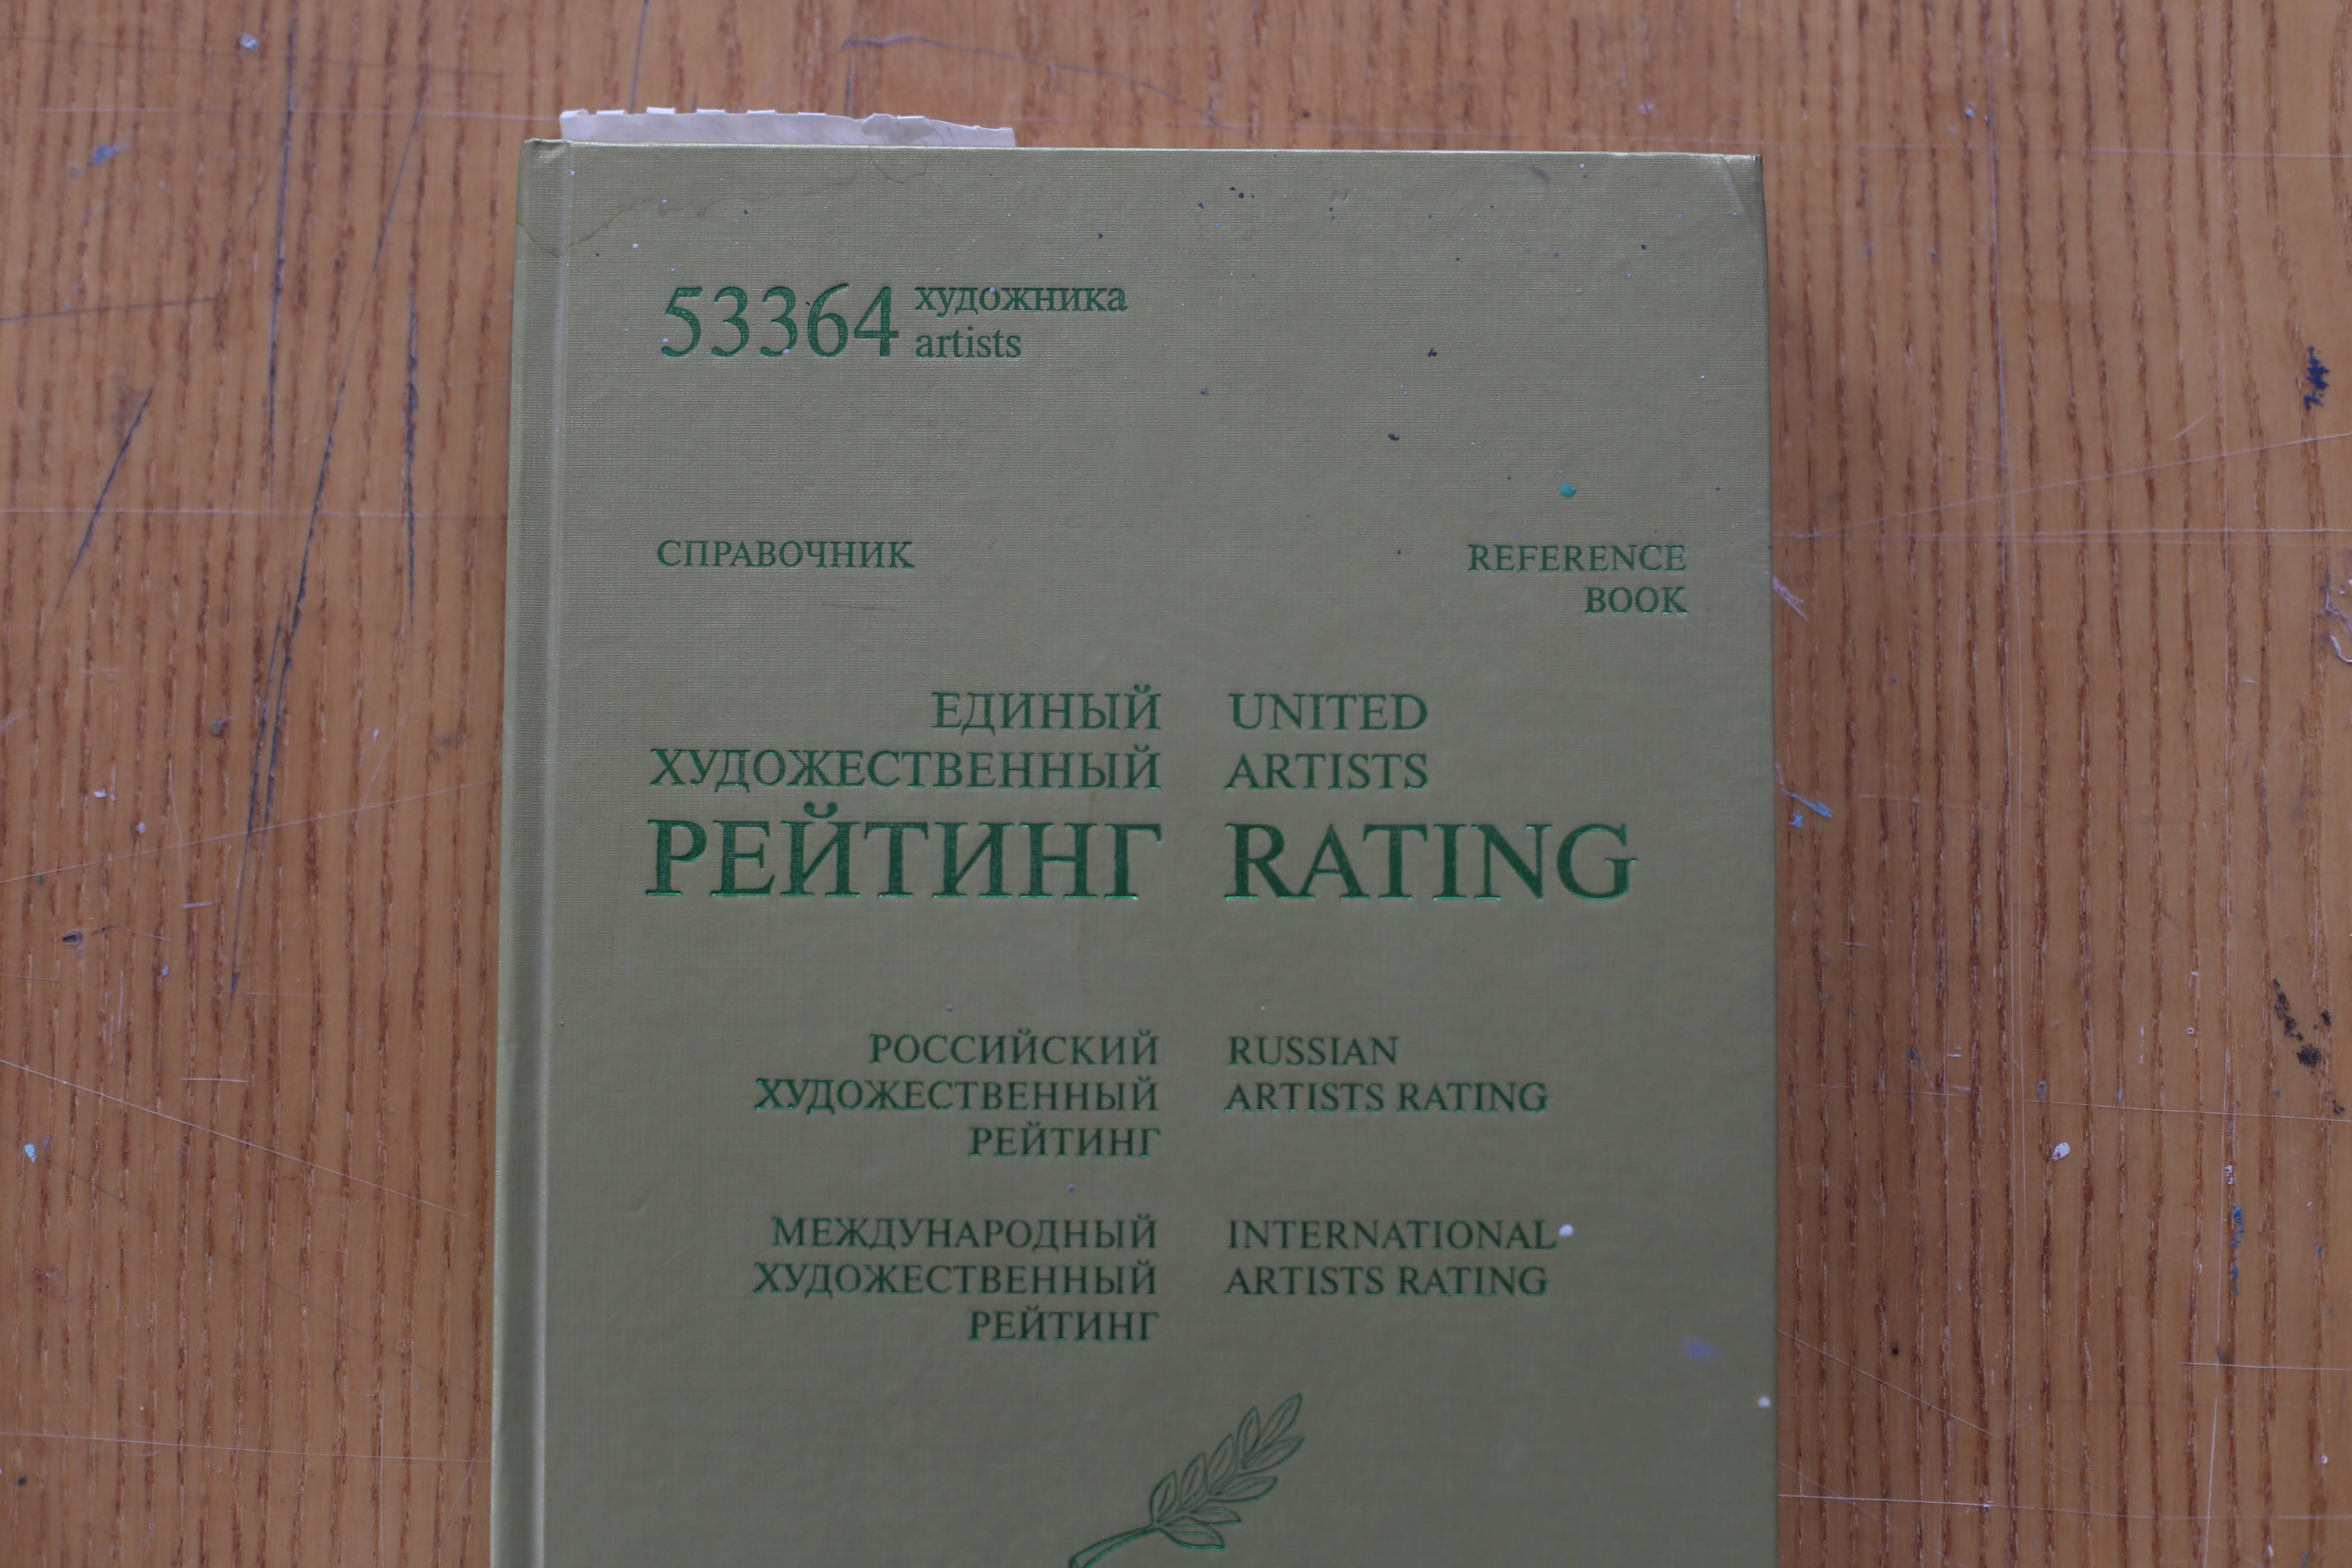 53364 художника
artists
СПРАВОЧНИК
REFERENCE
BOOK
ЕДИНЫЙ
ХУДОЖЕСТВЕННЫЙ
РЕЙТИНГ
UNITED
ARTISTS
RATING
РОССИЙСКИЙ
ХУДОЖЕСТВЕННЫЙ
РЕЙТИНГ
RUSSIAN
ARTISTS RATING
МЕЖДУНАРОДНЫЙ
ХУДОЖЕСТВЕННЫЙ
РЕЙТИНГ
INTERNATIONAL
ARTISTS RATING